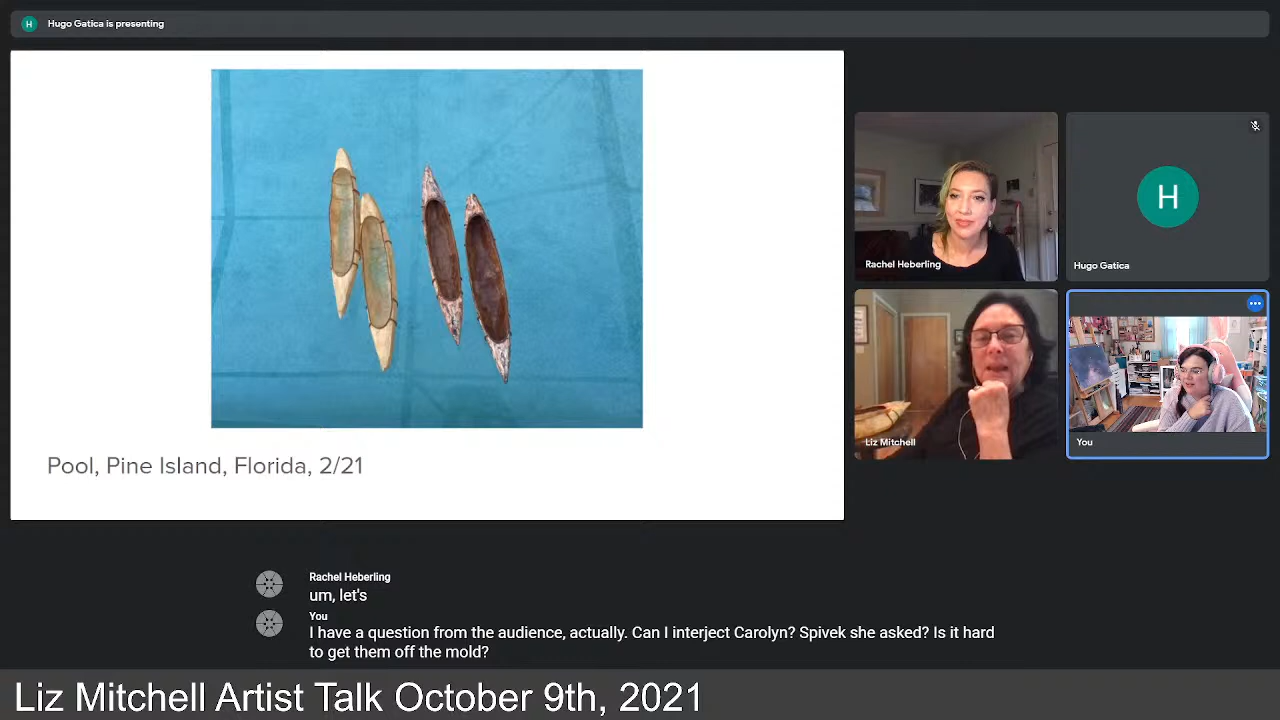 H Hugo Gatica is presenting
Pool, Pine Island, Florida, 2/21
Rachel Heberling
H
Hugo Gatica
Liz Mitchell
You
Rachel Heberling
um, let's
You
I have a question from the audience, actually. Can I interject Carolyn? Spivek she asked? Is it hard
to get them off the mold?
Liz Mitchell Artist Talk October 9th, 2021